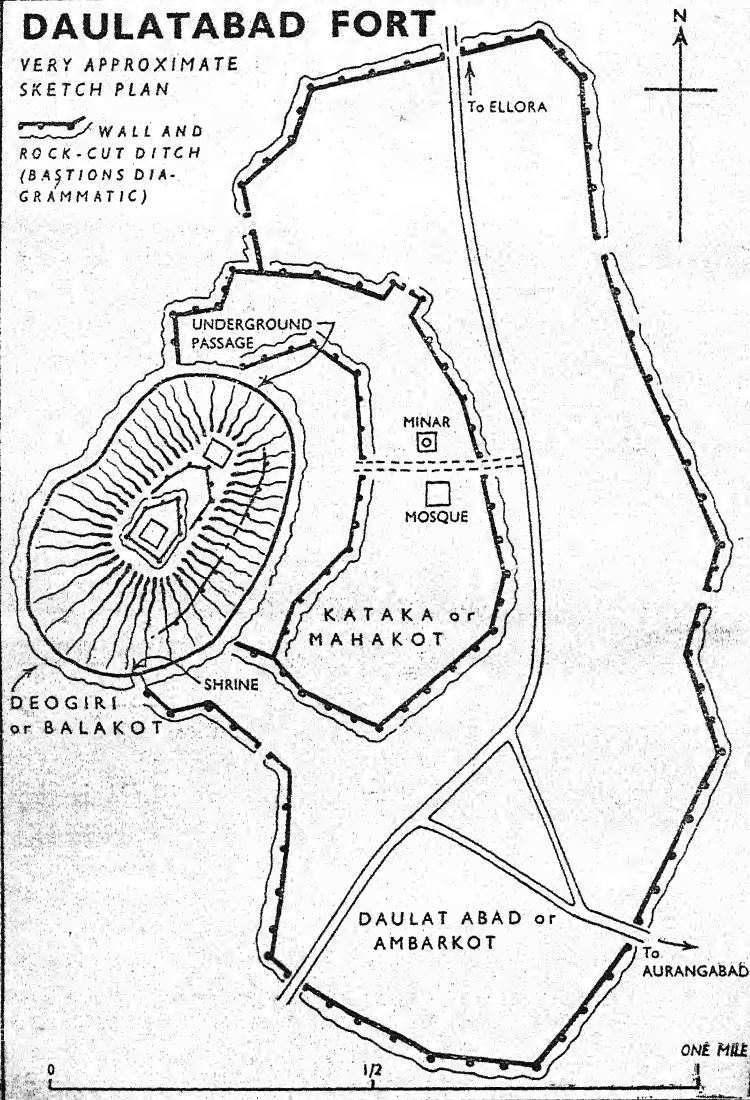 DAULATABAD FORT
VERY APPROXIMATE
SKETCH PLAN
WALL AND
ROCK-CUT DITCH
(BASTIONS DIA-
GRAMMATIC)
N
To ELLORA
UNDERGROUND
PASSAGE
MINAR
MOSQUE
KATAKA or
MAHAKOT
SHRINE
DEOGIRI
or BALAKOT
DAULAT ABAD or
AMBARKOT
To
AURANGABAD
0 1/2 ONE MILE